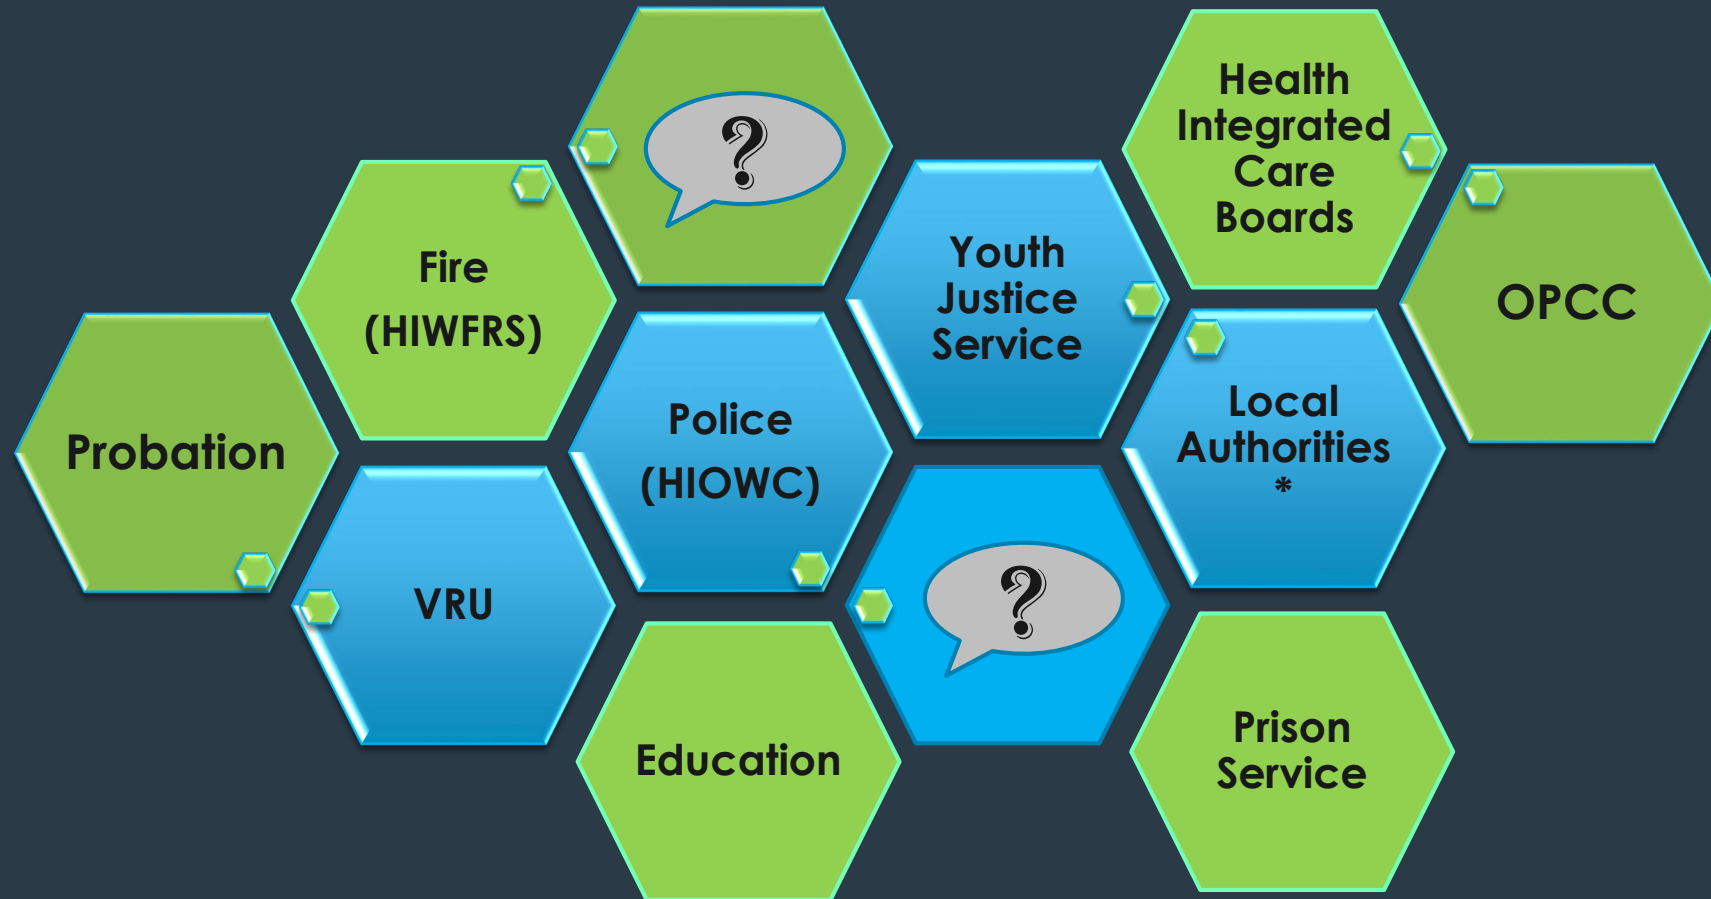 ?
Health
Integrated
Care
Boards
Fire
(HIWFRS)
Youth
Justice
Service
OPCC
Probation
Police
(HIOWC)
Local
Authorities
*
VRU
?
Education
Prison
Service